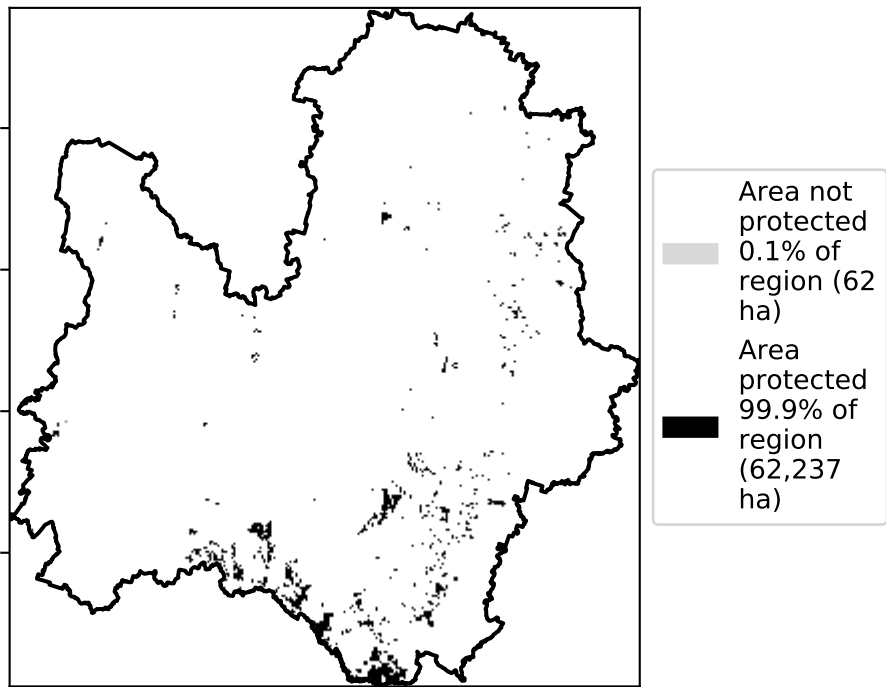 Area not
protected
0.1% of
region (62
ha)
Area
protected
99.9% of
region
(62,237
ha)